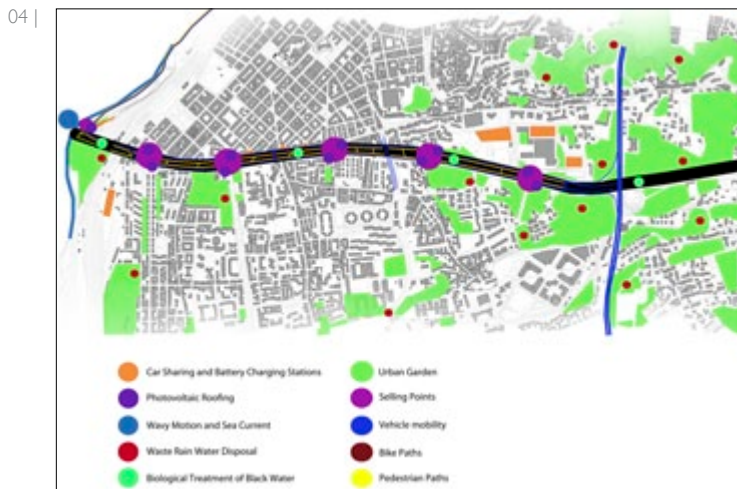 04 |
Car Sharing and Battery Charging Stations
Photovoltaic Roofing
Wavy Motion and Sea Current
Waste Rain Water Disposal
Biological Treatment of Black Water
Urban Garden
Selling Points
Vehicle mobility
Bike Paths
Pedestrian Paths